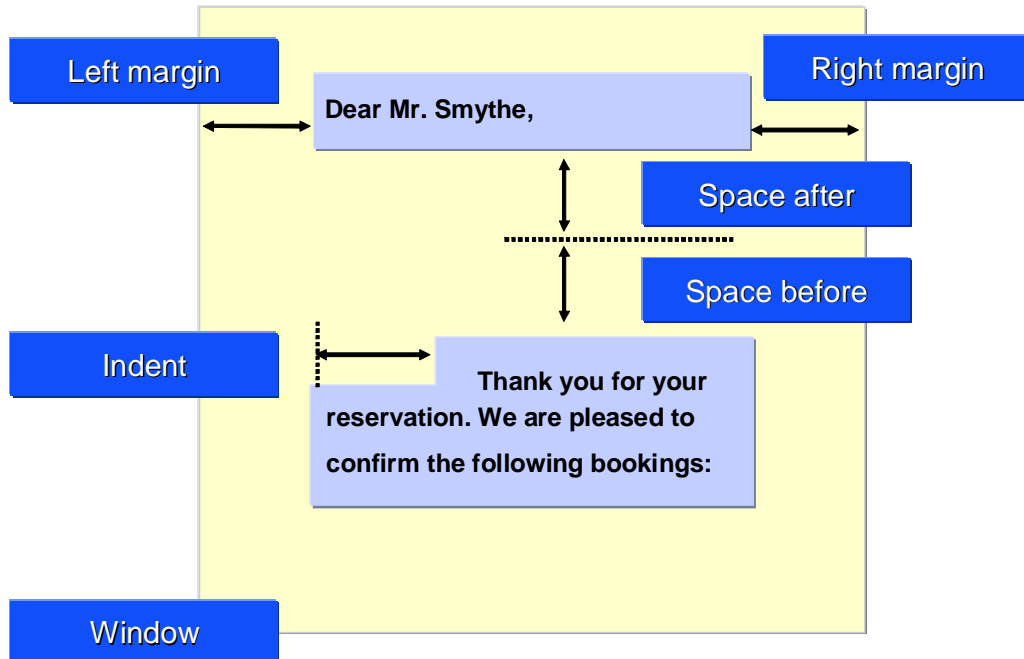 Left margin
Right margin
Dear Mr. Smythe,
Space after
Space before
Indent
Thank you for your
reservation. We are pleased to
confirm the following bookings:
Window